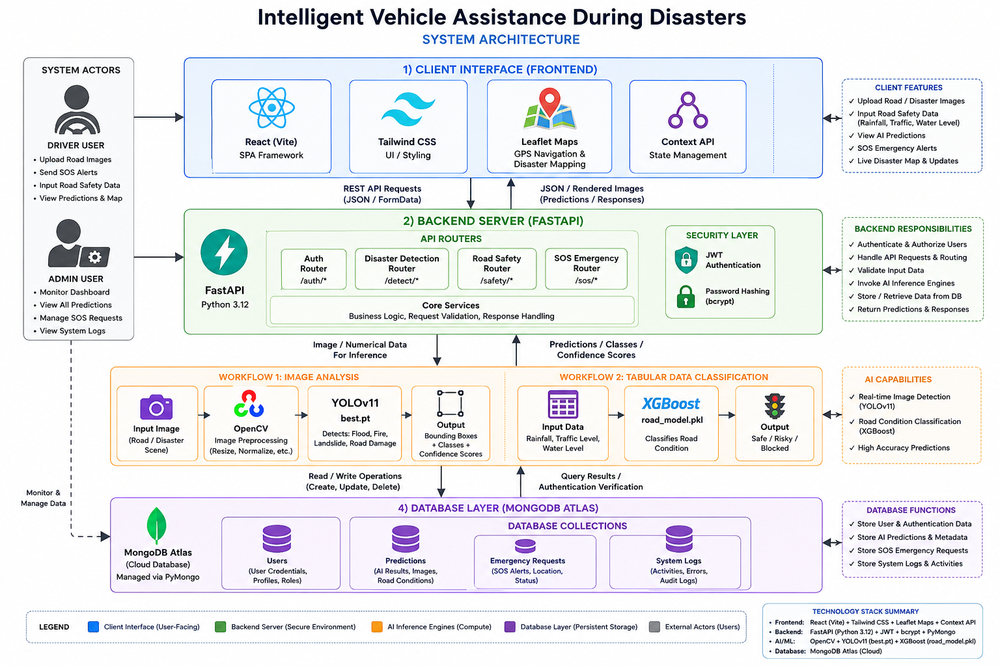 Intelligent Vehicle Assistance During Disasters
SYSTEM ARCHITECTURE
SYSTEM ACTORS
DRIVER USER
• Upload Road Images
• Send SOS Alerts
• Input Road Safety Data
• View Predictions & Map
ADMIN USER
• Monitor Dashboard
• View All Predictions
• Manage SOS Requests
• View System Logs
Monitor &
Manage Data
1) CLIENT INTERFACE (FRONTEND)
React (Vite)
SPA Framework
Tailwind CSS
UI / Styling
Leaflet Maps
GPS Navigation &
Disaster Mapping
Context API
State Management
CLIENT FEATURES
✓ Upload Road / Disaster Images
✓ Input Road Safety Data
(Rainfall, Traffic, Water Level)
✓ View AI Predictions
✓ SOS Emergency Alerts
✓ Live Disaster Map & Updates
REST API Requests
(JSON / FormData)
JSON / Rendered Images
(Predictions / Responses)
2) BACKEND SERVER (FASTAPI)
FastAPI
Python 3.12
API ROUTERS
Auth
Router
/auth/*
Disaster Detection
Router
/detect/*
Road Safety
Router
/safety/*
SOS Emergency
Router
/sos/*
Core Services
Business Logic, Request Validation, Response Handling
SECURITY LAYER
JWT
Authentication
Password Hashing
(bcrypt)
BACKEND RESPONSIBILITIES
✓ Authenticate & Authorize Users
✓ Handle API Requests & Routing
✓ Validate Input Data
✓ Invoke AI Inference Engines
✓ Store / Retrieve Data from DB
✓ Return Predictions & Responses
Image / Numerical Data
For Inference
Predictions / Classes /
Confidence Scores
WORKFLOW 1: IMAGE ANALYSIS
Input Image
(Road / Disaster
Scene)
OpenCV
Image Preprocessing
(Resize, Normalize, etc.)
YOLOv11
best.pt
Detects: Flood, Fire,
Landslide, Road Damage
Output
Bounding Boxes
+ Classes +
Confidence Scores
WORKFLOW 2: TABULAR DATA CLASSIFICATION
Input Data
Rainfall, Traffic Level,
Water Level
XGBoost
road_model.pkl
Classifies Road
Condition
Output
Safe / Risky /
Blocked
AI CAPABILITIES
✓ Real-time Image Detection
(YOLOv11)
✓ Road Condition Classification
(XGBoost)
✓ High Accuracy Predictions
Read / Write Operations
(Create, Update, Delete)
Query Results /
Authentication Verification
4) DATABASE LAYER (MONGODB ATLAS)
MongoDB Atlas
(Cloud Database)
Managed via PyMongo
DATABASE COLLECTIONS
Users
(User Credentials,
Profiles, Roles)
Predictions
(AI Results, Images,
Road Conditions)
Emergency Requests
(SOS Alerts, Location,
Status)
System Logs
(Activities, Errors,
Audit Logs)
DATABASE FUNCTIONS
✓ Store User & Authentication Data
✓ Store AI Predictions & Metadata
✓ Store SOS Emergency Requests
✓ Store System Logs & Activities
LEGEND
Client Interface (User-Facing)
Backend Server (Secure Environment)
AI Inference Engines (Compute)
Database Layer (Persistent Storage)
External Actors (Users)
TECHNOLOGY STACK SUMMARY
• Frontend: React (Vite) + Tailwind CSS + Leaflet Maps + Context API
• Backend: FastAPI (Python 3.12) + JWT + bcrypt + PyMongo
• AI/ML: OpenCV + YOLOv11 (best.pt) + XGBoost (road_model.pkl)
• Database: MongoDB Atlas (Cloud)